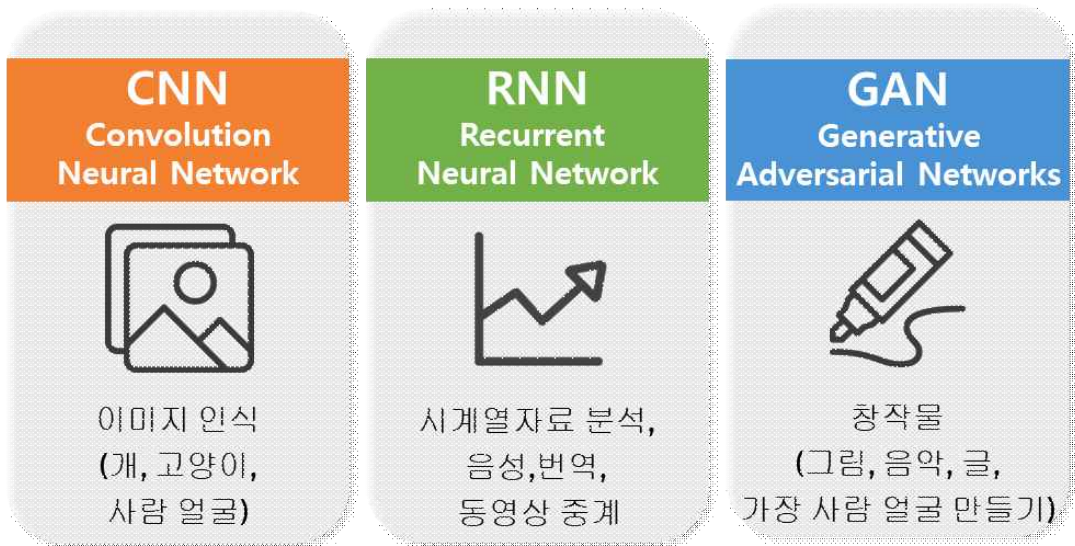 CNN
Convolution
Neural Network
이미지 인식
(개, 고양이,
사람 얼굴)
RNN
Recurrent
Neural Network
시계열자료 분석,
음성,번역,
동영상 중계
GAN
Generative
Adversarial Networks
창작물
(그림, 음악, 글,
가장 사람 얼굴 만들기)